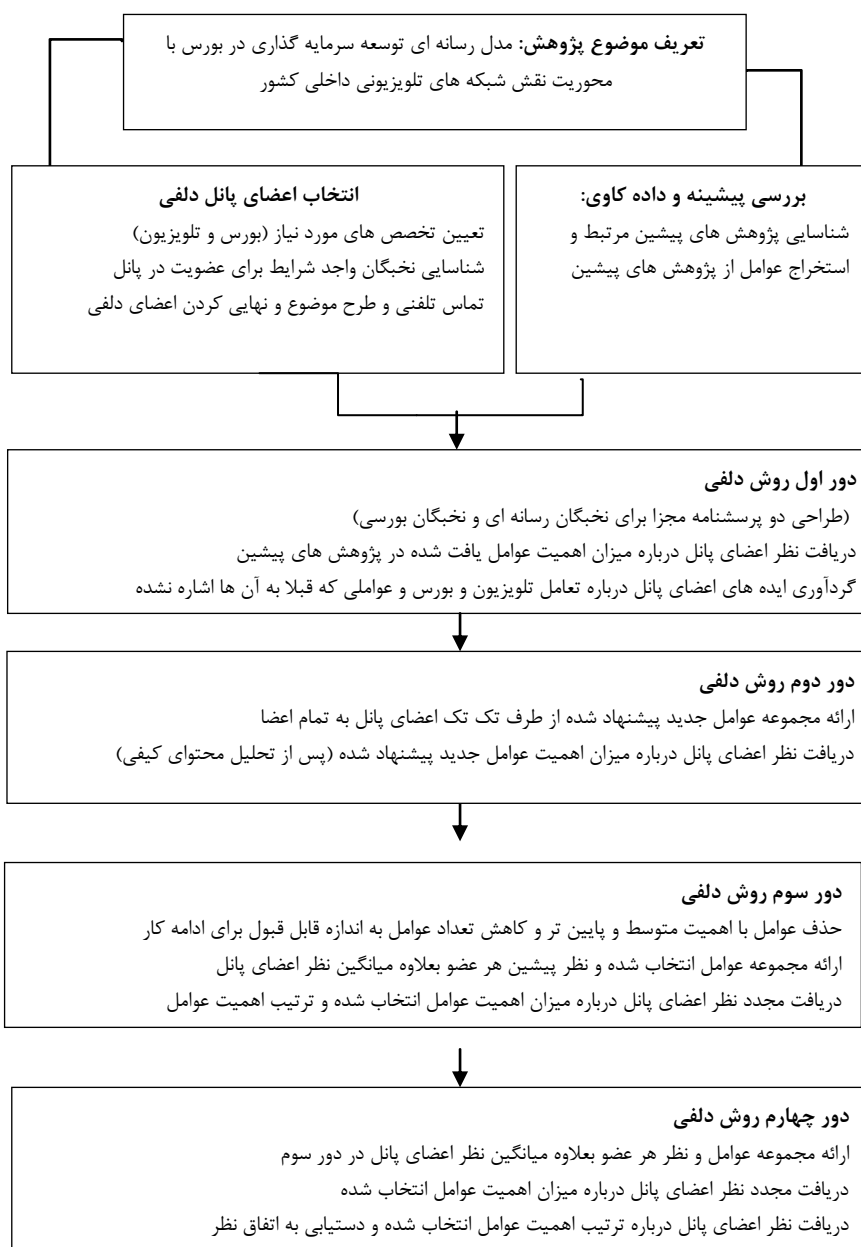 تعریف موضوع پژوهش: مدل رسانه ای توسعه سرمایه گذاری در بورس با
محوریت نقش شبکه های تلویزیونی داخلی کشور
بررسی پیشینه و داده کاوی:
شناسایی پژوهش های پیشین مرتبط و
استخراج عوامل از پژوهش های پیشین
انتخاب اعضای پانل دلفی
تعیین تخصص های مورد نیاز (بورس و تلویزیون)
شناسایی نخبگان واجد شرایط برای عضویت در پانل
تماس تلفنی و طرح موضوع و نهایی کردن اعضای دلفی
دور اول روش دلفی
(طراحی دو پرسشنامه مجزا برای نخبگان رسانه ای و نخبگان بورسی)
دریافت نظر اعضای پانل درباره میزان اهمیت عوامل یافت شده در پژوهش های پیشین
گردآوری ایده های اعضای پانل درباره تعامل تلویزیون و بورس و عواملی که قبلا به آن ها اشاره نشده
دور دوم روش دلفی
ارائه مجموعه عوامل جدید پیشنهاد شده از طرف تک تک اعضای پانل به تمام اعضا
دریافت نظر اعضای پانل درباره میزان اهمیت عوامل جدید پیشنهاد شده (پس از تحلیل محتوای کیفی)
دور سوم روش دلفی
حذف عوامل با اهمیت متوسط و پایین تر و کاهش تعداد عوامل به اندازه قابل قبول برای ادامه کار
ارائه مجموعه عوامل انتخاب شده و نظر پیشین هر عضو بعلاوه میانگین نظر اعضای پانل
دریافت مجدد نظر اعضای پانل درباره میزان اهمیت عوامل انتخاب شده و ترتیب اهمیت عوامل
دور چهارم روش دلفی
ارائه مجموعه عوامل و نظر هر عضو بعلاوه میانگین نظر اعضای پانل در دور سوم
دریافت مجدد نظر اعضای پانل درباره میزان اهمیت عوامل انتخاب شده
دریافت نظر اعضای پانل درباره ترتیب اهمیت عوامل انتخاب شده و دستیابی به اتفاق نظر